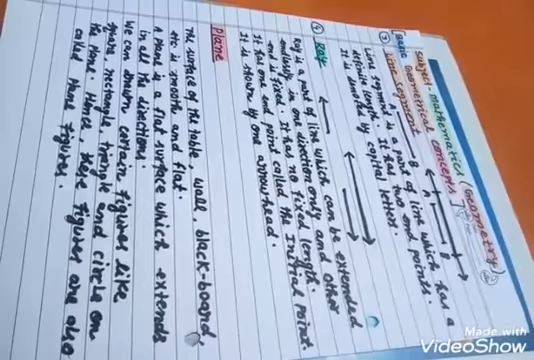 Subject - Mathematics (Geometry)
Basic Geometrical concepts
③ Line Segment
A B
Line segment is a part of line which has a
definite length. It has two end points.
It is denoted by capital letters.
④ Ray
Ray is a part of line which can be extended
endlessly in one direction only and other
end is fixed. It has no fixed length.
It has one end point called the Initial point
It is shown by one arrowhead.
Plane
The surface of the table, wall, black-board,
etc is smooth and flat.
A plane is a flat surface which extends
in all the directions.
We can drawn certain figures like
square, rectangle, triangle and circle on
the plane. Hence, these figures are also
called plane figures.
Made with
VideoShow